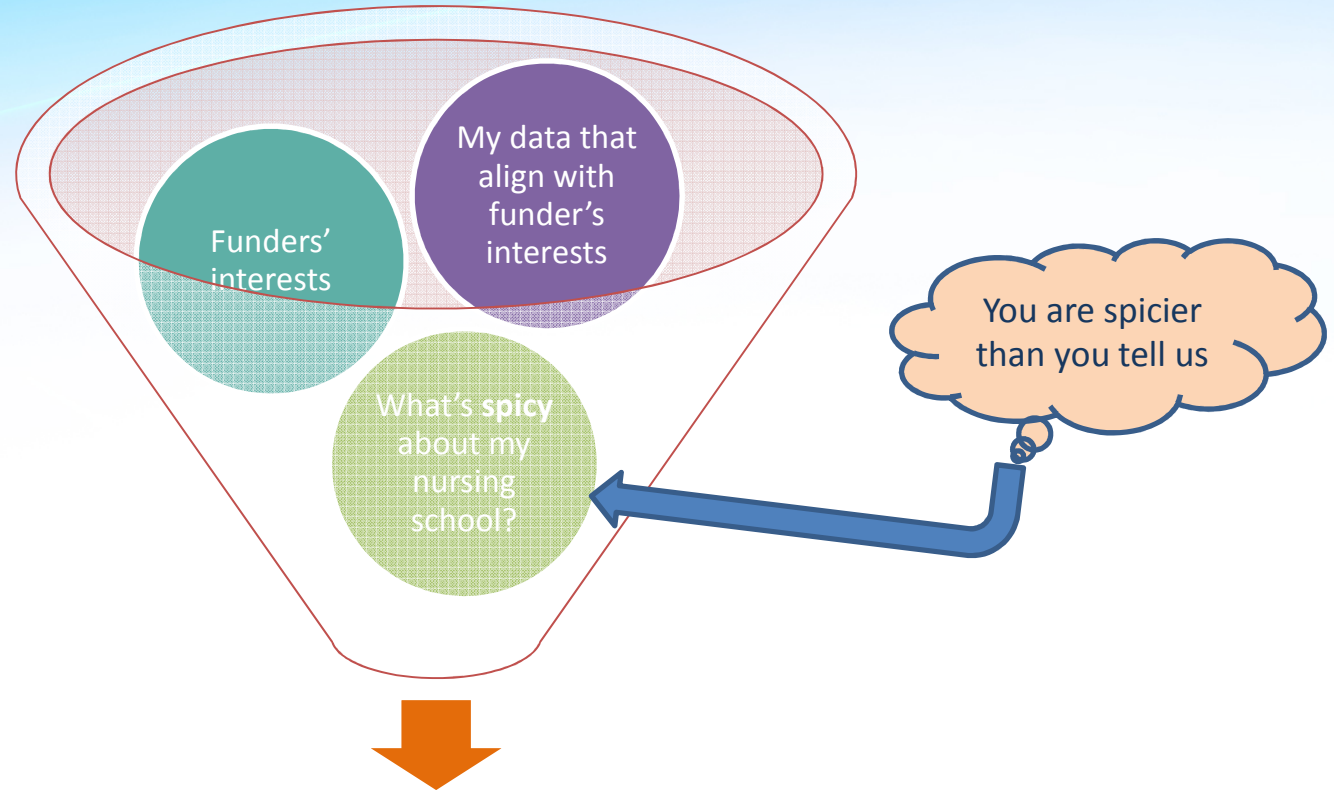 Funders’
interests
My data that
align with
funder’s
interests
What’s spicy
about my
nursing
school?
You are spicier
than you tell us